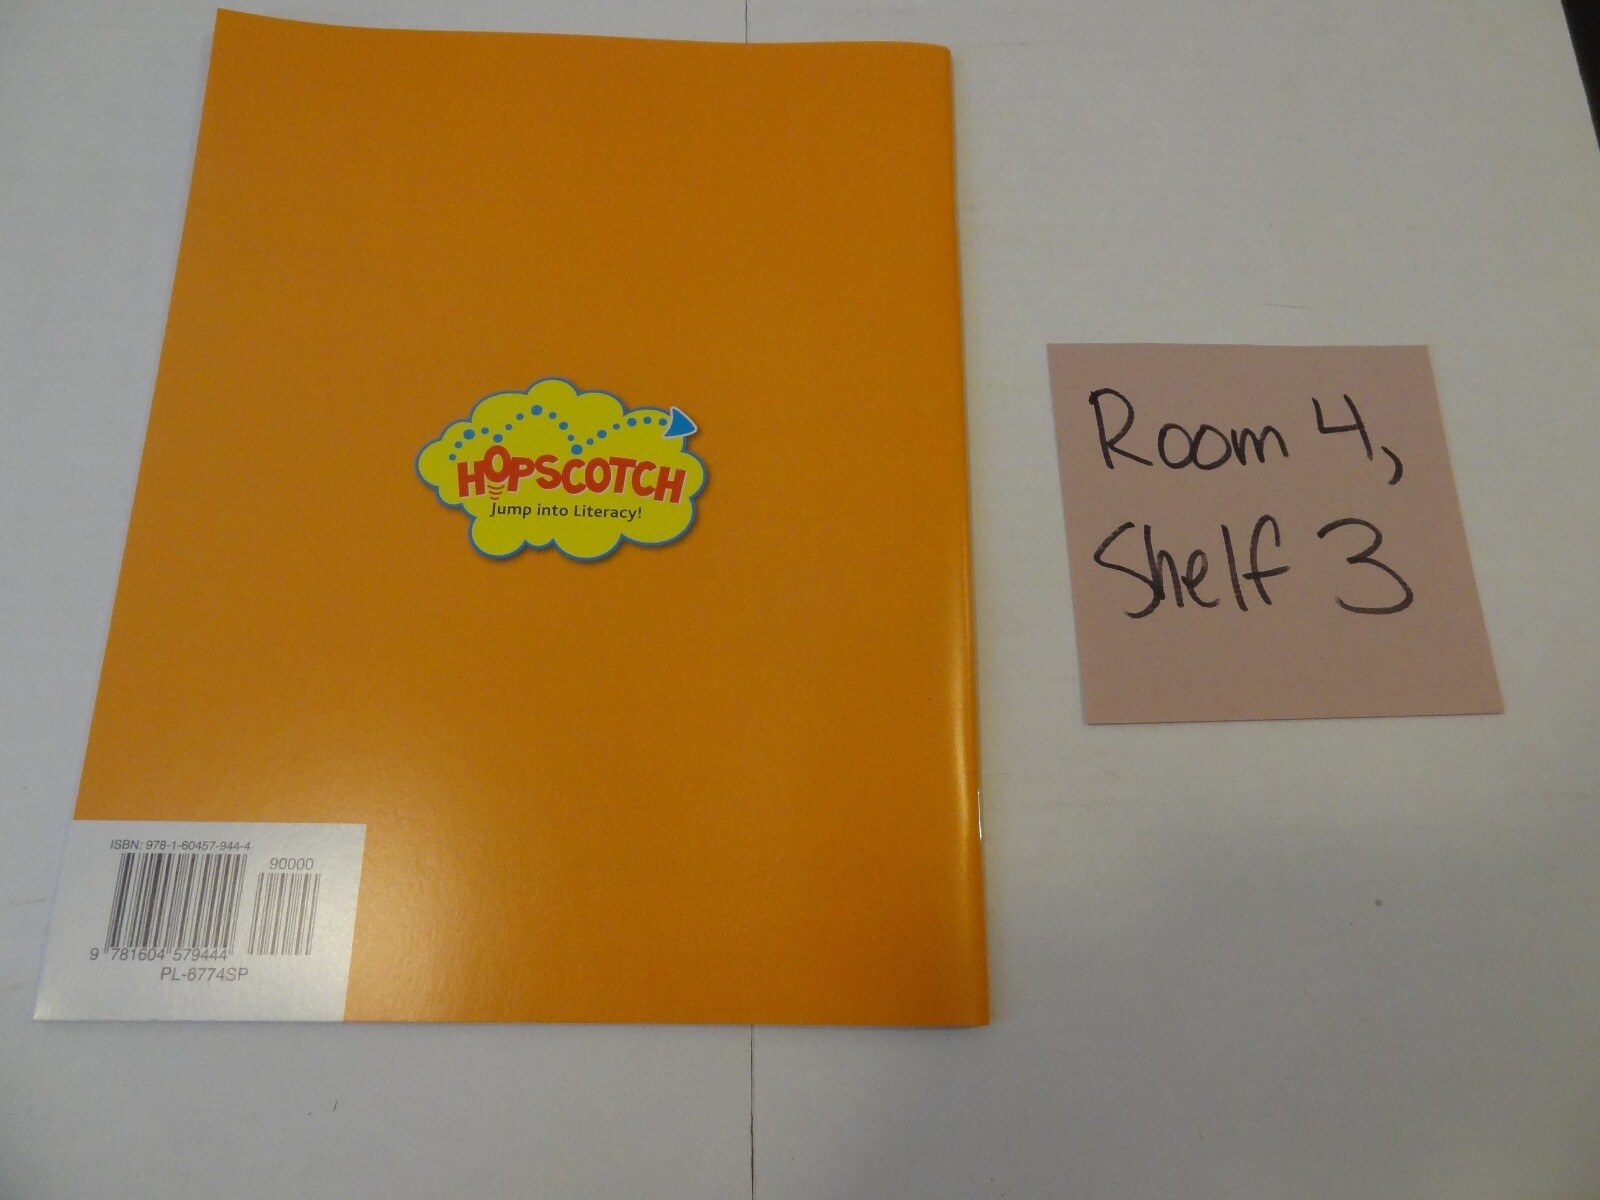 HOPSCOTCH
Jump into Literacy!
Room 4,
Shelf 3
ISBN: 978-1-60457-944-4
90000
9 781604 579444
PL-6774SP